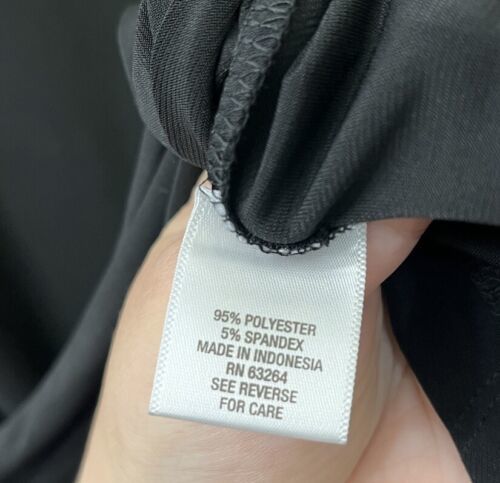 95% POLYESTER
5% SPANDEX
MADE IN INDONESIA
RN 63264
SEE REVERSE
FOR CARE